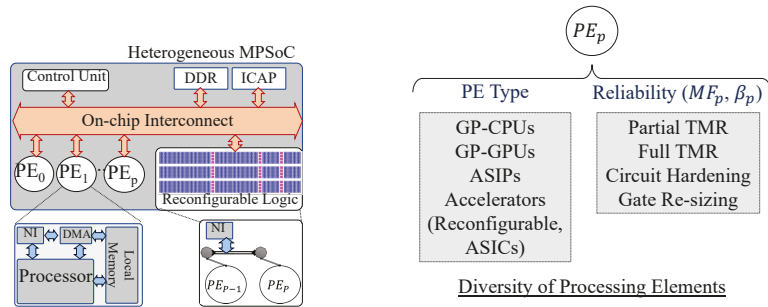 Heterogeneous MPSoC
Control Unit
DDR
ICAP
On-chip Interconnect
PE0
PE1
..
PEp
Reconfigurable Logic
NI
DMA
Local
Memory
Processor
NI
PEP−1
PEP
PEp
PE Type
Reliability (MFp, βp)
GP-CPUs
GP-GPUs
ASIPs
Accelerators
(Reconfigurable,
ASICs)
Partial TMR
Full TMR
Circuit Hardening
Gate Re-sizing
Diversity of Processing Elements